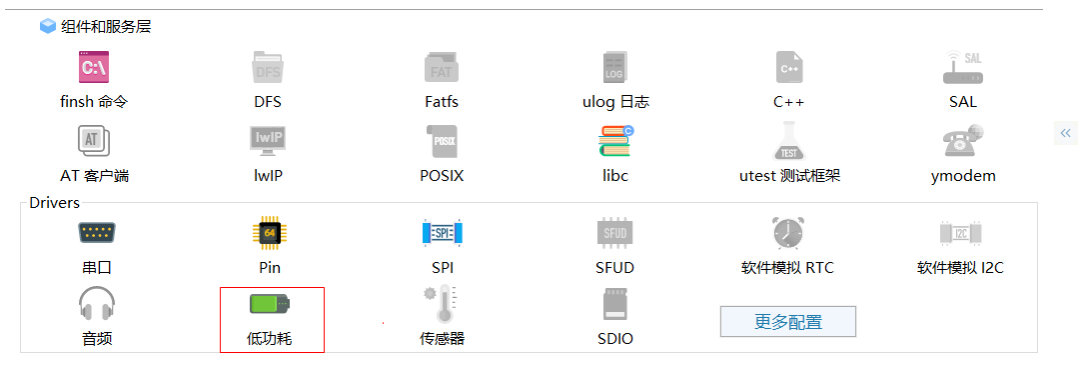 组件和服务层
C:\ DFS FAT LOG C++ SAL
finsh 命令 DFS Fatfs ulog 日志 C++ SAL
AT lwIP POSIX C TEST
AT 客户端 lwIP POSIX libc utest 测试框架 ymodem
Drivers
64 SPI SFUD I2C
串口 Pin SPI SFUD 软件模拟 RTC 软件模拟 I2C
音频 低功耗 传感器 SDIO 更多配置